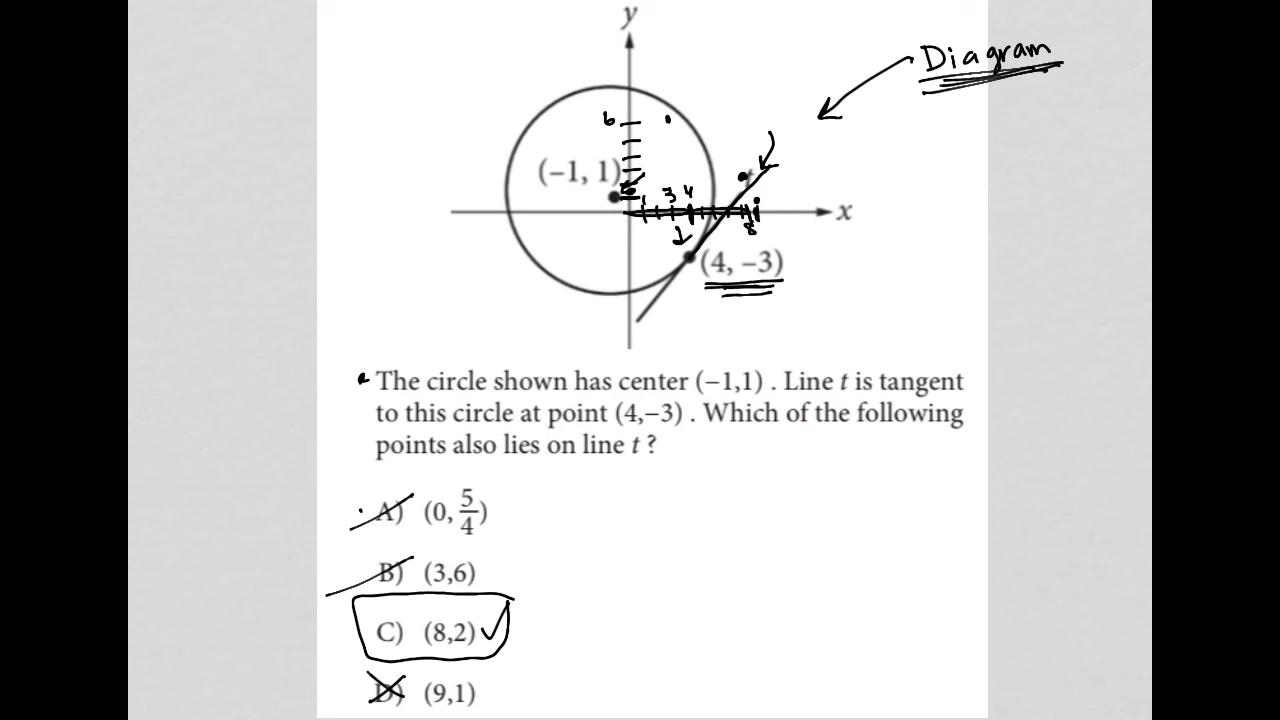 y
Diagram
6
(−1, 1)
1 3 4
x
8
(4, −3)
The circle shown has center (−1,1) . Line t is tangent
to this circle at point (4,−3) . Which of the following
points also lies on line t ?
A) (0, 5/4)
B) (3,6)
C) (8,2)
D) (9,1)